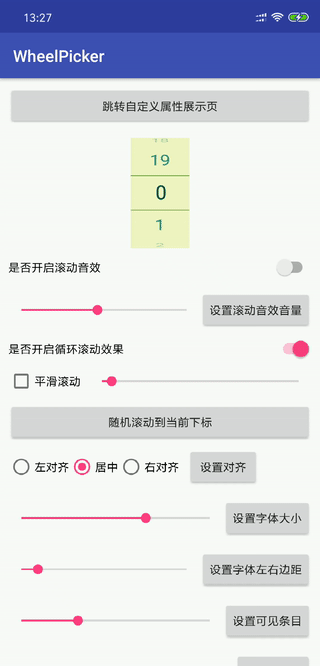 13:27
WheelPicker
跳转自定义属性展示页
18
19
0
1
是否开启滚动音效
设置滚动音效音量
是否开启循环滚动效果
平滑滚动
随机滚动到当前下标
左对齐 居中 右对齐 设置对齐
设置字体大小
设置字体左右边距
设置可见条目